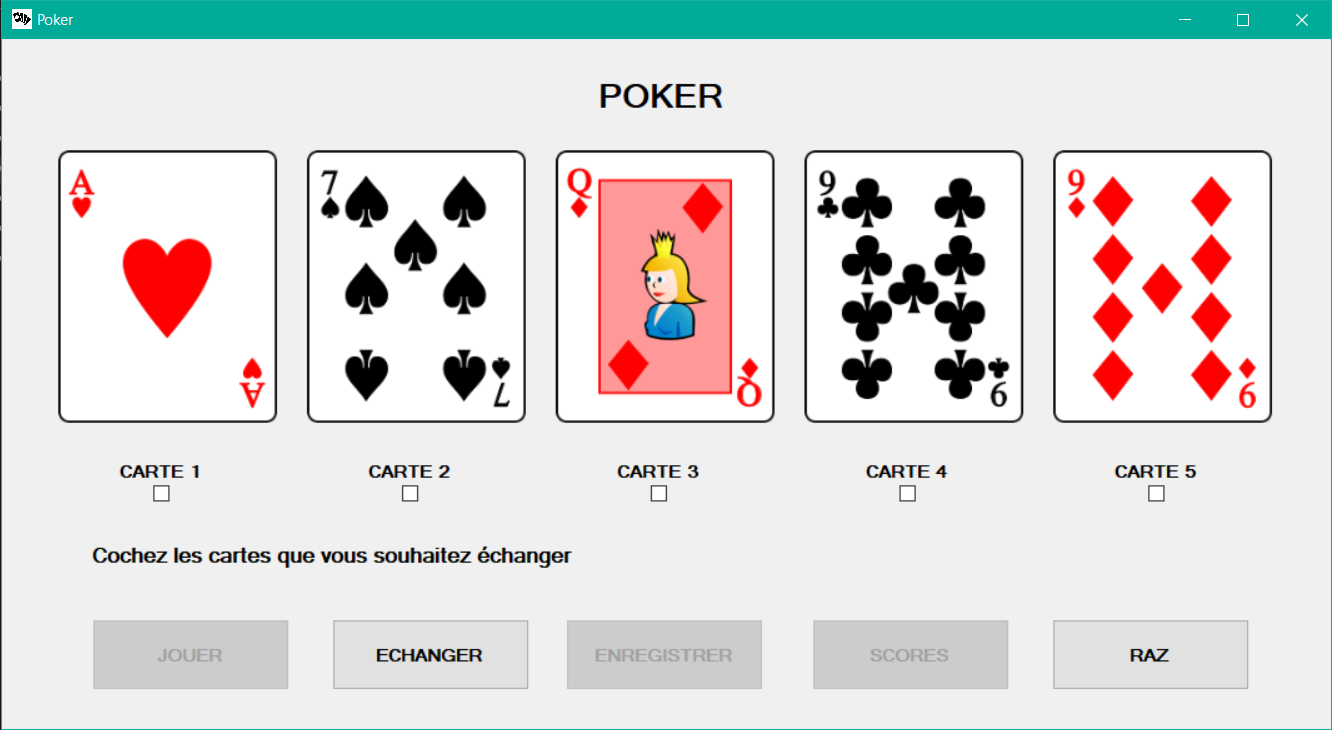 Poker
POKER
A 7 Q 9 9
A 7 Q 9 9
CARTE 1 CARTE 2 CARTE 3 CARTE 4 CARTE 5
Cochez les cartes que vous souhaitez échanger
JOUER ECHANGER ENREGISTRER SCORES RAZ